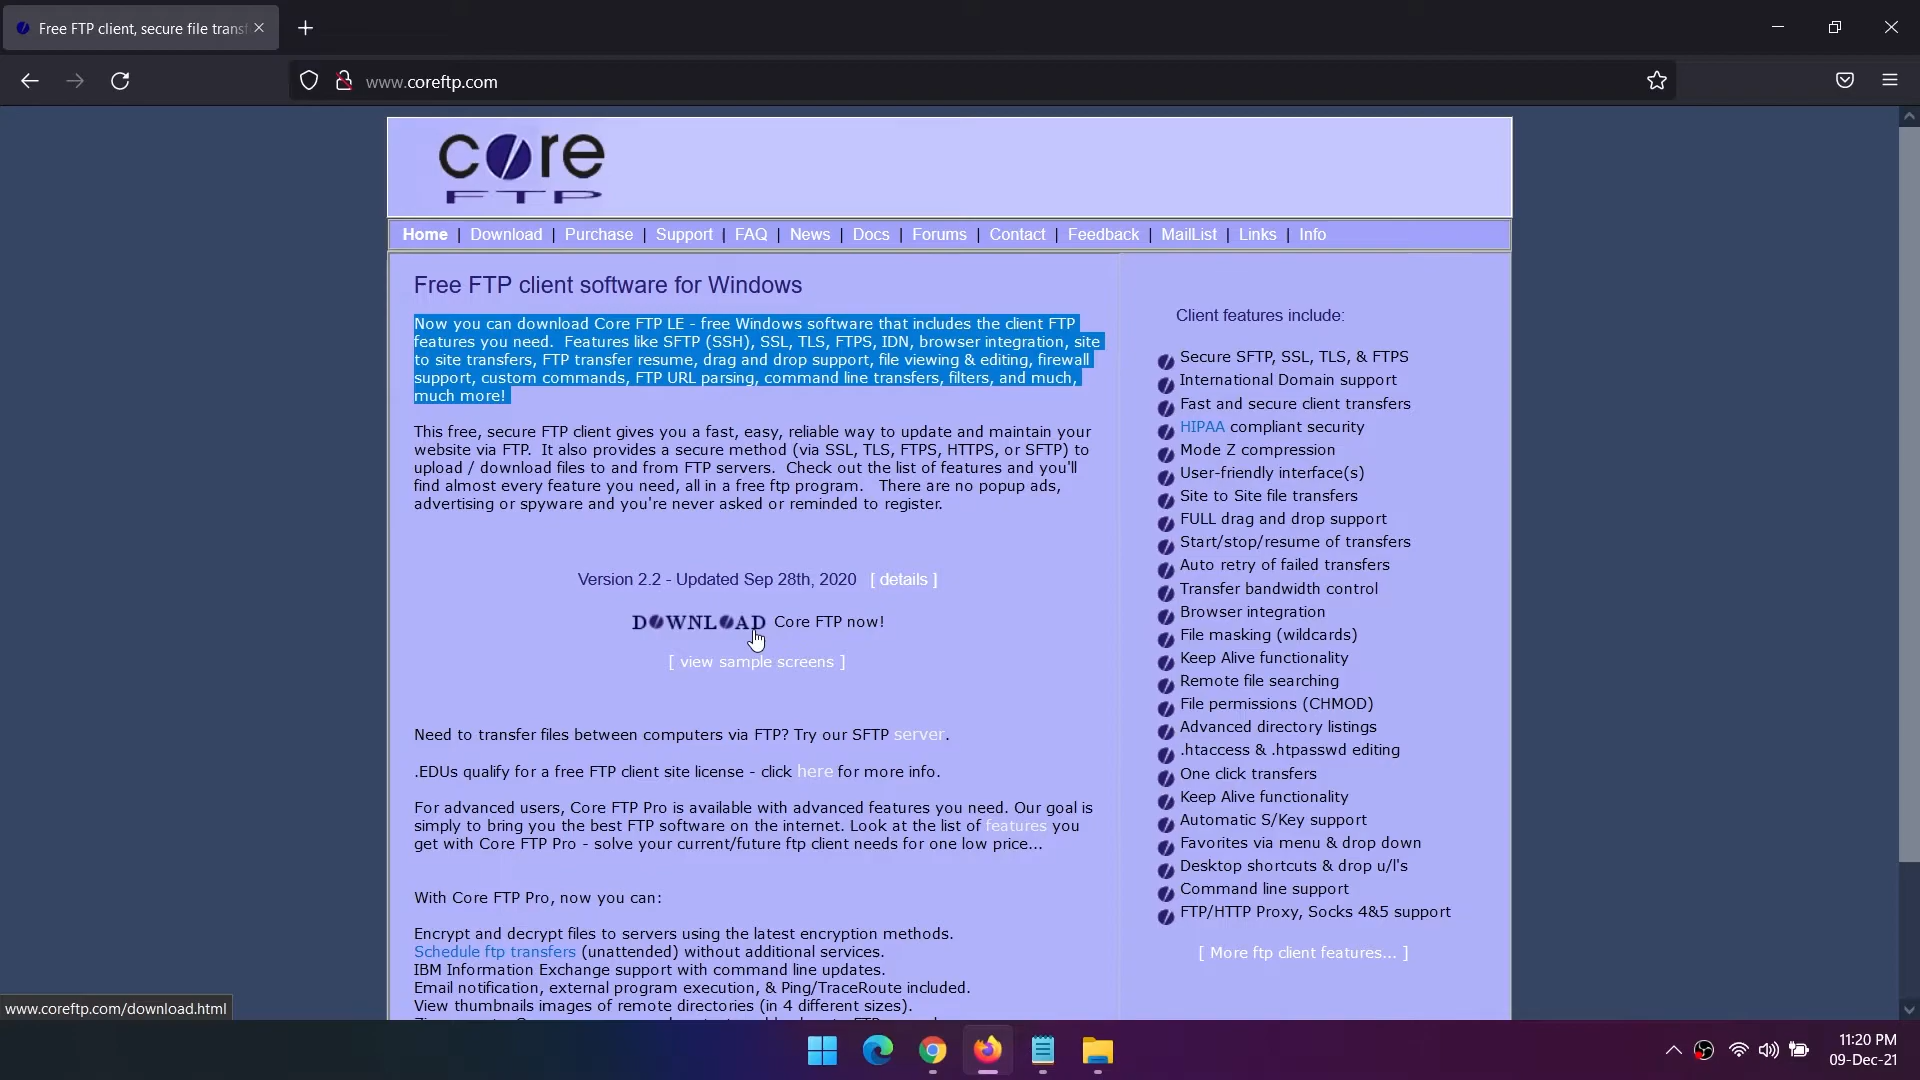 Free FTP client, secure file transf
www.coreftp.com
core
FTP
Home | Download | Purchase | Support | FAQ | News | Docs | Forums | Contact | Feedback | MailList | Links | Info
Free FTP client software for Windows
Now you can download Core FTP LE - free Windows software that includes the client FTP
features you need.  Features like SFTP (SSH), SSL, TLS, FTPS, IDN, browser integration, site
to site transfers, FTP transfer resume, drag and drop support, file viewing & editing, firewall
support, custom commands, FTP URL parsing, command line transfers, filters, and much,
much more!
This free, secure FTP client gives you a fast, easy, reliable way to update and maintain your
website via FTP.  It also provides a secure method (via SSL, TLS, FTPS, HTTPS, or SFTP) to
upload / download files to and from FTP servers.  Check out the list of features and you'll
find almost every feature you need, all in a free ftp program.   There are no popup ads,
advertising or spyware and you're never asked or reminded to register.
Version 2.2 - Updated Sep 28th, 2020   [ details ]
DOWNLOAD Core FTP now!
[ view sample screens ]
Need to transfer files between computers via FTP? Try our SFTP server.
.EDUs qualify for a free FTP client site license - click here for more info.
For advanced users, Core FTP Pro is available with advanced features you need. Our goal is
simply to bring you the best FTP software on the internet. Look at the list of features you
get with Core FTP Pro - solve your current/future ftp client needs for one low price...
With Core FTP Pro, now you can:
Encrypt and decrypt files to servers using the latest encryption methods.
Schedule ftp transfers (unattended) without additional services.
IBM Information Exchange support with command line updates.
Email notification, external program execution, & Ping/TraceRoute included.
View thumbnails images of remote directories (in 4 different sizes).
Client features include:
Secure SFTP, SSL, TLS, & FTPS
International Domain support
Fast and secure client transfers
HIPAA compliant security
Mode Z compression
User-friendly interface(s)
Site to Site file transfers
FULL drag and drop support
Start/stop/resume of transfers
Auto retry of failed transfers
Transfer bandwidth control
Browser integration
File masking (wildcards)
Keep Alive functionality
Remote file searching
File permissions (CHMOD)
Advanced directory listings
.htaccess & .htpasswd editing
One click transfers
Keep Alive functionality
Automatic S/Key support
Favorites via menu & drop down
Desktop shortcuts & drop u/l's
Command line support
FTP/HTTP Proxy, Socks 4&5 support
[ More ftp client features... ]
www.coreftp.com/download.html
11:20 PM
09-Dec-21